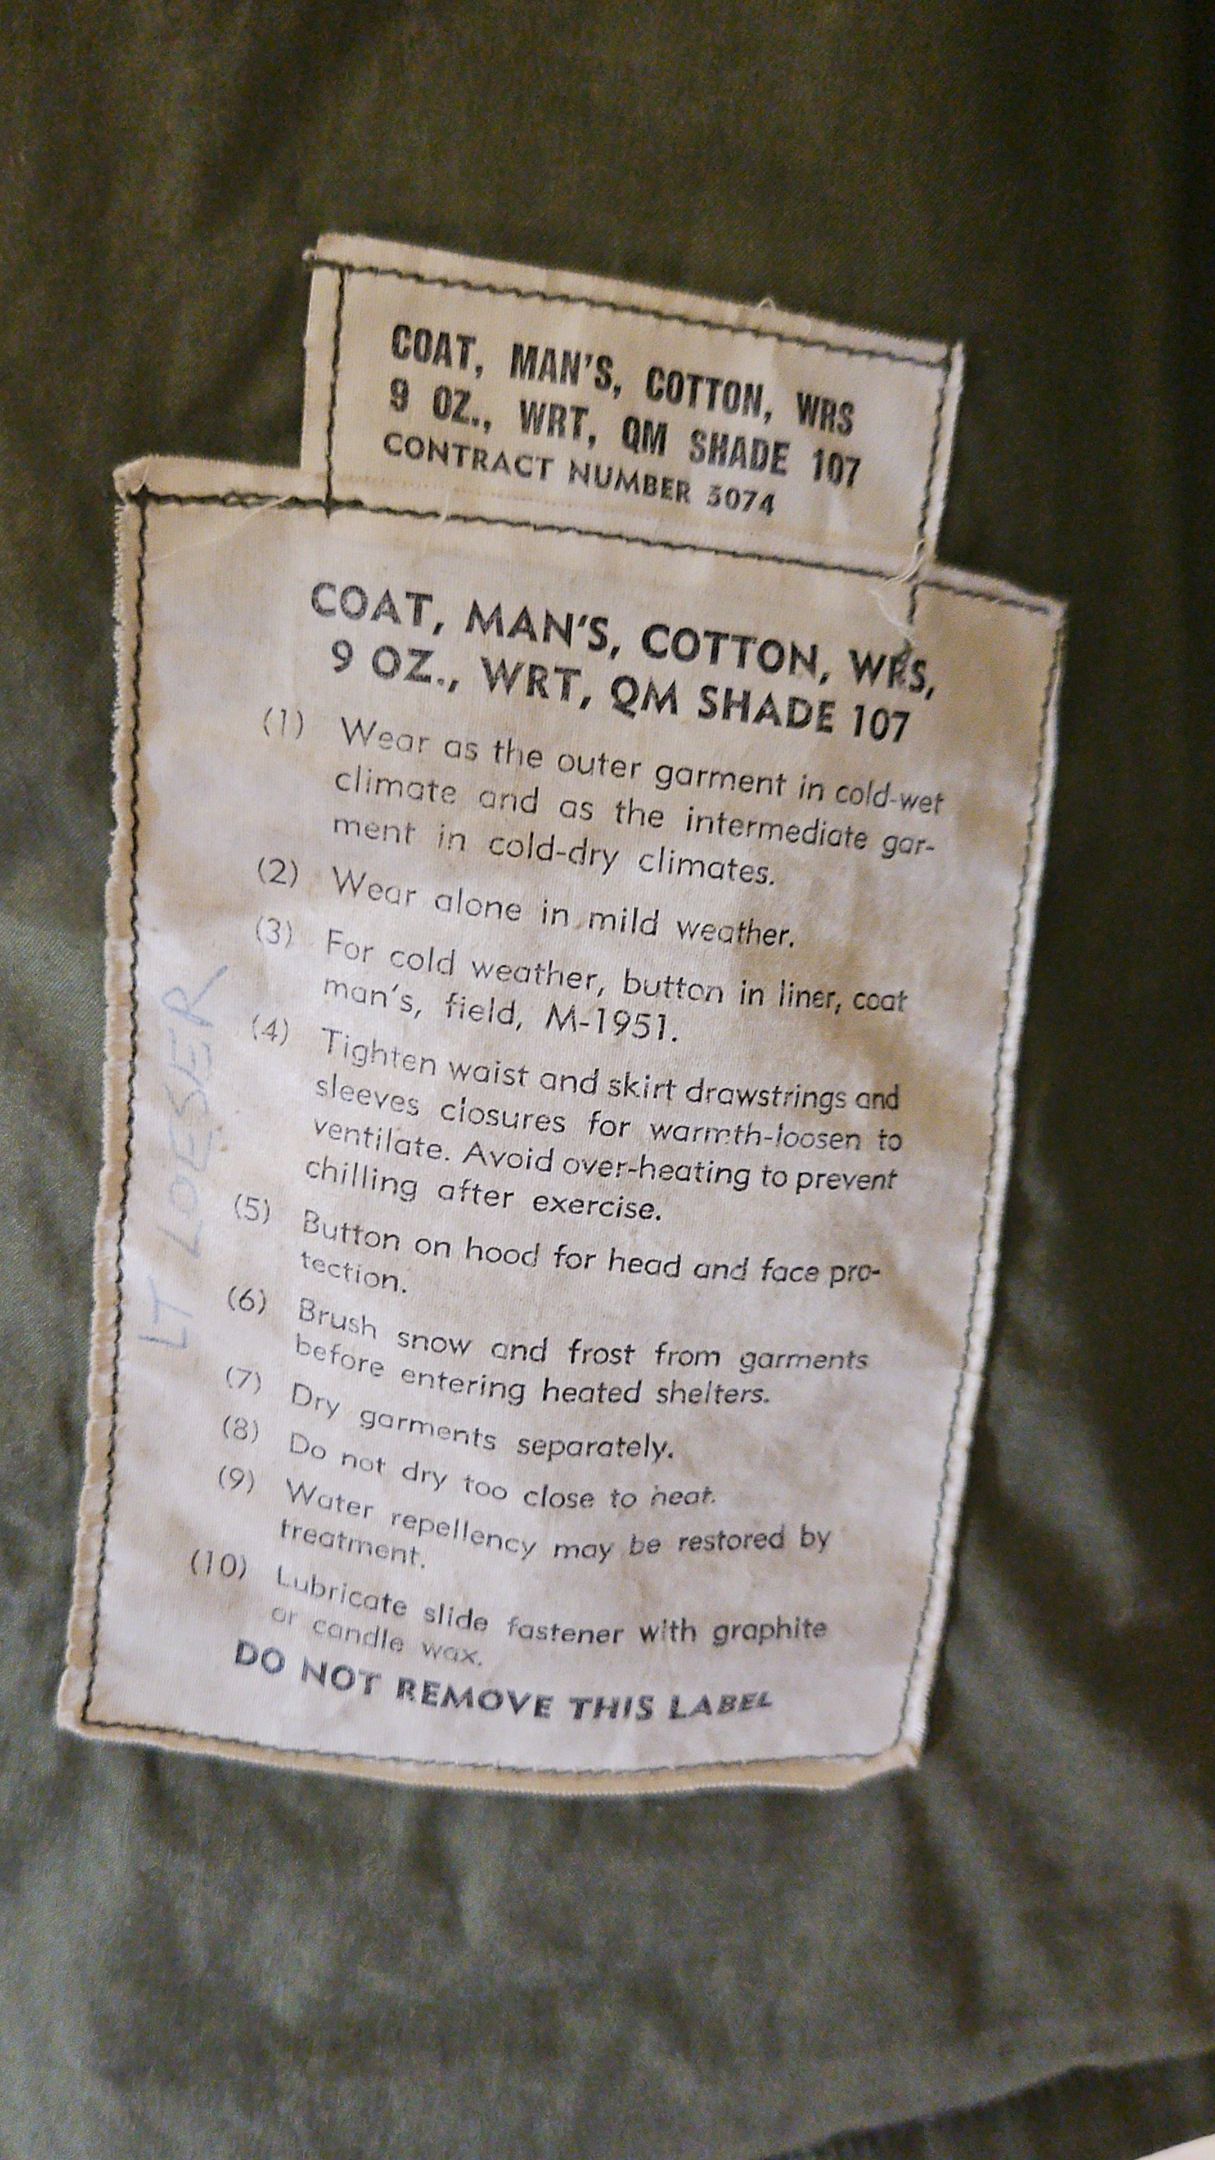 COAT, MAN'S, COTTON, WRS
9 OZ., WRT, QM SHADE 107
CONTRACT NUMBER 3074
COAT, MAN'S, COTTON, WRS,
9 OZ., WRT, QM SHADE 107
(1) Wear as the outer garment in cold-wet
climate and as the intermediate gar-
ment in cold-dry climates.
(2) Wear alone in mild weather.
(3) For cold weather, button in liner, coat
man's, field, M-1951.
(4) Tighten waist and skirt drawstrings and
sleeves closures for warmth-loosen to
ventilate. Avoid over-heating to prevent
chilling after exercise.
(5) Button on hood for head and face pro-
tection.
(6) Brush snow and frost from garments
before entering heated shelters.
(7) Dry garments separately.
(8) Do not dry too close to heat.
(9) Water repellency may be restored by
treatment.
(10) Lubricate slide fastener with graphite
or candle wax.
DO NOT REMOVE THIS LABEL
LT LOESER